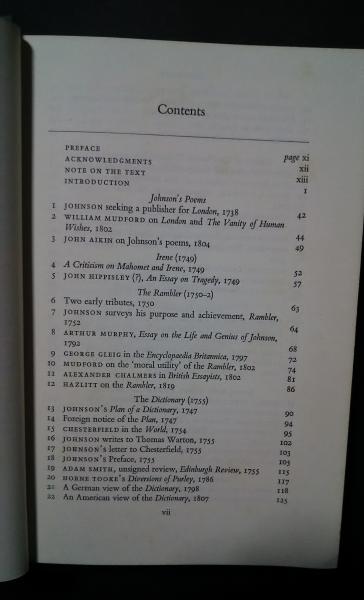 Contents
PREFACE page xi
ACKNOWLEDGMENTS xii
NOTE ON THE TEXT xiii
INTRODUCTION 1
Johnson's Poems
1 JOHNSON seeking a publisher for London, 1738 42
2 WILLIAM MUDFORD on London and The Vanity of Human
Wishes, 1802 44
3 JOHN AIKIN on Johnson's poems, 1804 49
Irene (1749)
4 A Criticism on Mahomet and Irene, 1749 52
5 JOHN HIPPISLEY (?), An Essay on Tragedy, 1749 57
The Rambler (1750-2)
6 Two early tributes, 1750 63
7 JOHNSON surveys his purpose and achievement, Rambler,
1752 64
8 ARTHUR MURPHY, Essay on the Life and Genius of Johnson,
1792 68
9 GEORGE GLEIG in the Encyclopaedia Britannica, 1797 72
10 MUDFORD on the 'moral utility' of the Rambler, 1802 74
11 ALEXANDER CHALMERS in British Essayists, 1802 81
12 HAZLITT on the Rambler, 1819 86
The Dictionary (1755)
13 JOHNSON'S Plan of a Dictionary, 1747 90
14 Foreign notice of the Plan, 1747 94
15 CHESTERFIELD in the World, 1754 95
16 JOHNSON writes to Thomas Warton, 1755 102
17 JOHNSON'S letter to Chesterfield, 1755 103
18 JOHNSON'S Preface, 1755 105
19 ADAM SMITH, unsigned review, Edinburgh Review, 1755 115
20 HORNE TOOKE'S Diversions of Purley, 1786 117
21 A German view of the Dictionary, 1798 118
22 An American view of the Dictionary, 1807 125
vii